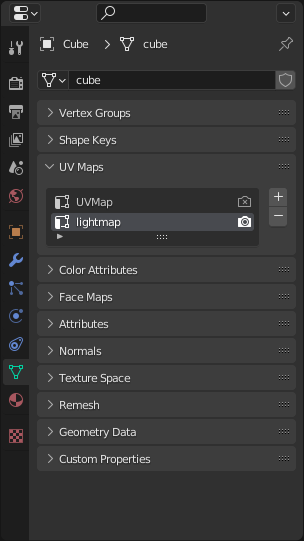 Cube > cube
cube
Vertex Groups
Shape Keys
UV Maps
UVMap
lightmap
Color Attributes
Face Maps
Attributes
Normals
Texture Space
Remesh
Geometry Data
Custom Properties